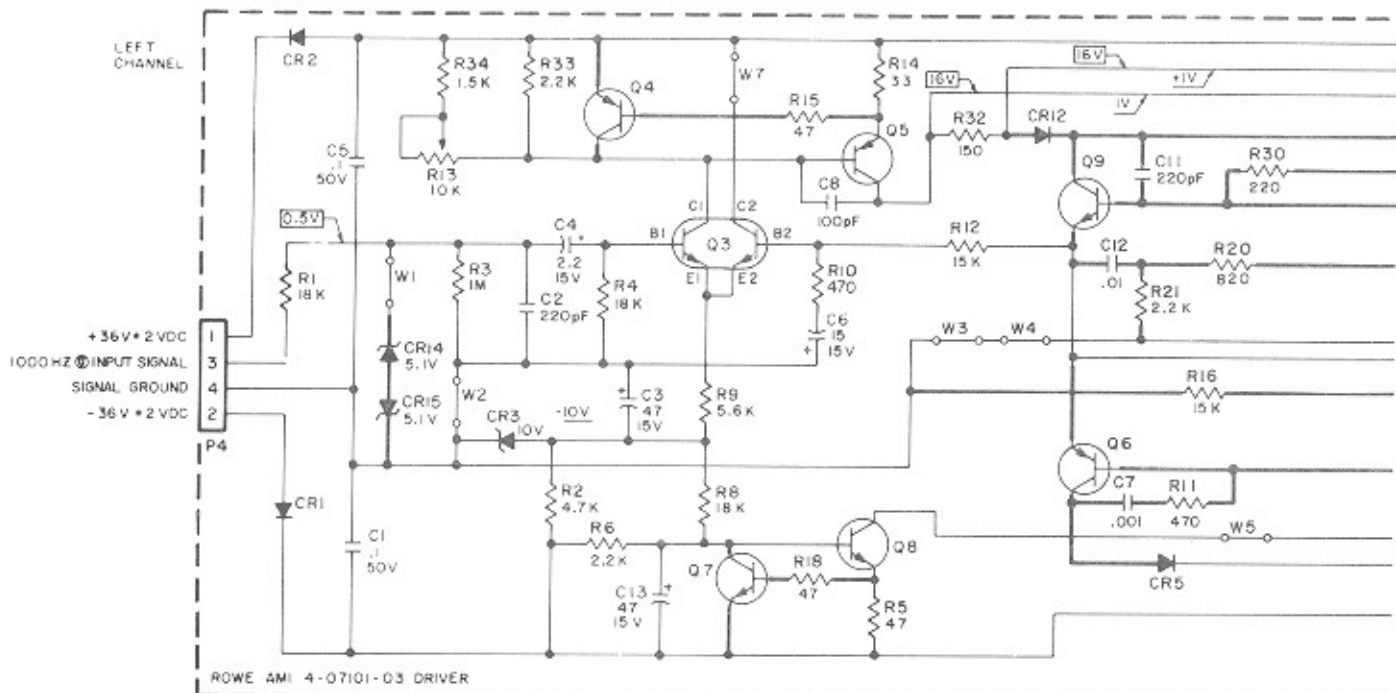 LEFT
CHANNEL
CR2
R34
1.5K
R33
2.2K
Q4
W7
R14
33
16V
16V
+1V
1V
R15
47
Q5
R32
150
CR12
C5
.1
50V
R13
10K
C8
100pF
Q9
C11
220pF
R30
220
0.5V
C4
+
2.2
15V
C1
C2
B1
Q3
B2
E1
E2
R12
15K
R1
18K
W1
R3
1M
C2
220pF
R4
18K
R10
470
C12
.01
R20
820
R21
2.2K
C6
15
15V
+
W3
W4
+36V ± 2 VDC
1
1000HZ @ INPUT SIGNAL
3
SIGNAL GROUND
4
-36V ± 2 VDC
2
P4
CR14
5.1V
CR15
5.1V
W2
CR3
10V
-10V
+
C3
47
15V
R9
5.6K
R16
15K
Q6
CR1
R2
4.7K
R8
18K
C7
.001
R11
470
C1
.1
50V
R6
2.2K
Q7
Q8
W5
R18
47
C13
47
15V
+
R5
47
CR5
ROWE AMI 4-07101-03 DRIVER